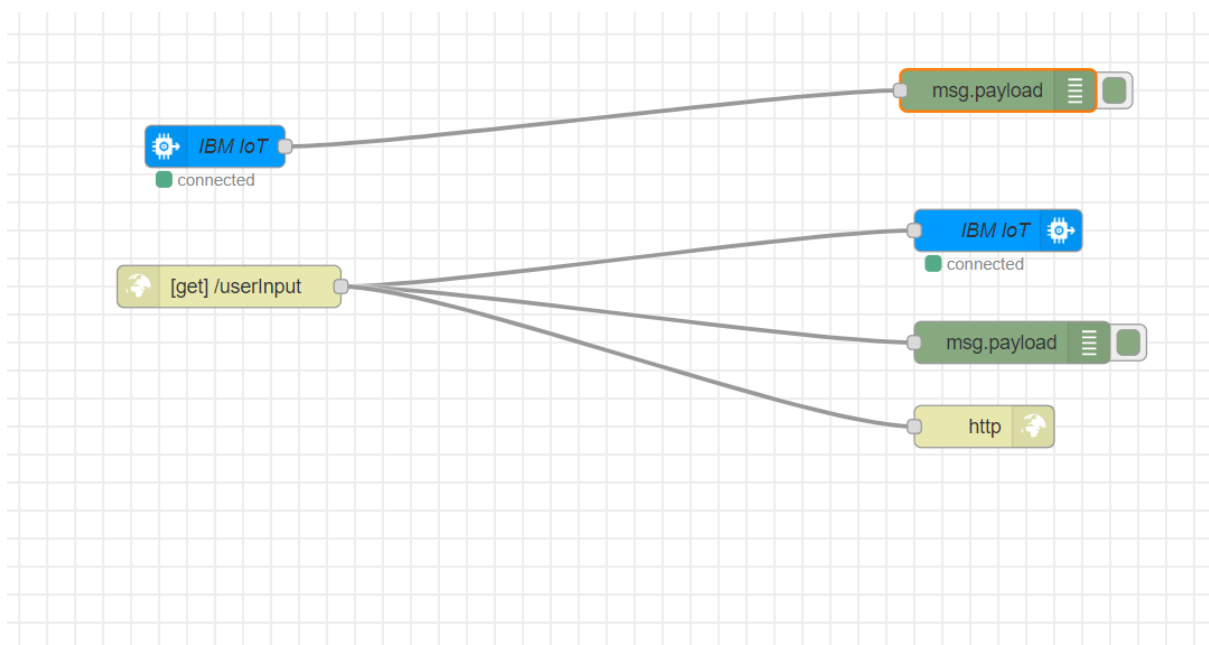 msg.payload
IBM IoT
connected
IBM IoT
connected
[get] /userInput
msg.payload
http